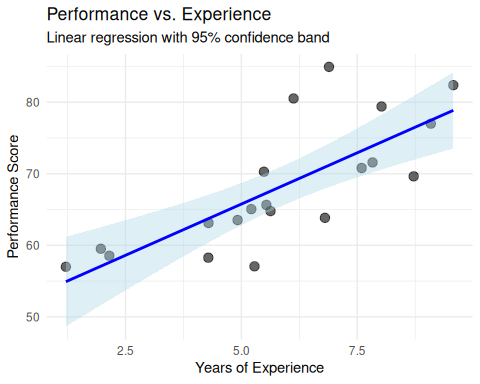 Performance vs. Experience
Linear regression with 95% confidence band
80
70
60
50
Performance Score
2.5
5.0
7.5
Years of Experience